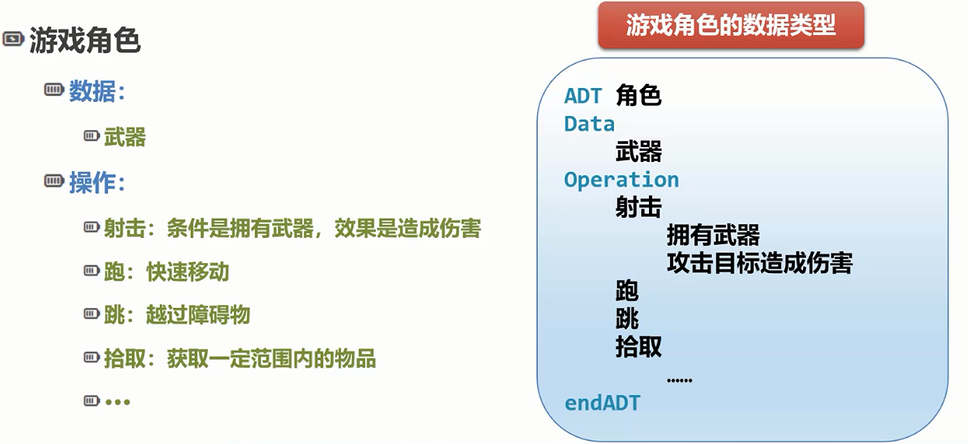 游戏角色
数据：
武器
操作：
射击：条件是拥有武器，效果是造成伤害
跑：快速移动
跳：越过障碍物
拾取：获取一定范围内的物品
•••
游戏角色的数据类型
ADT 角色
Data
武器
Operation
射击
拥有武器
攻击目标造成伤害
跑
跳
拾取
……
endADT